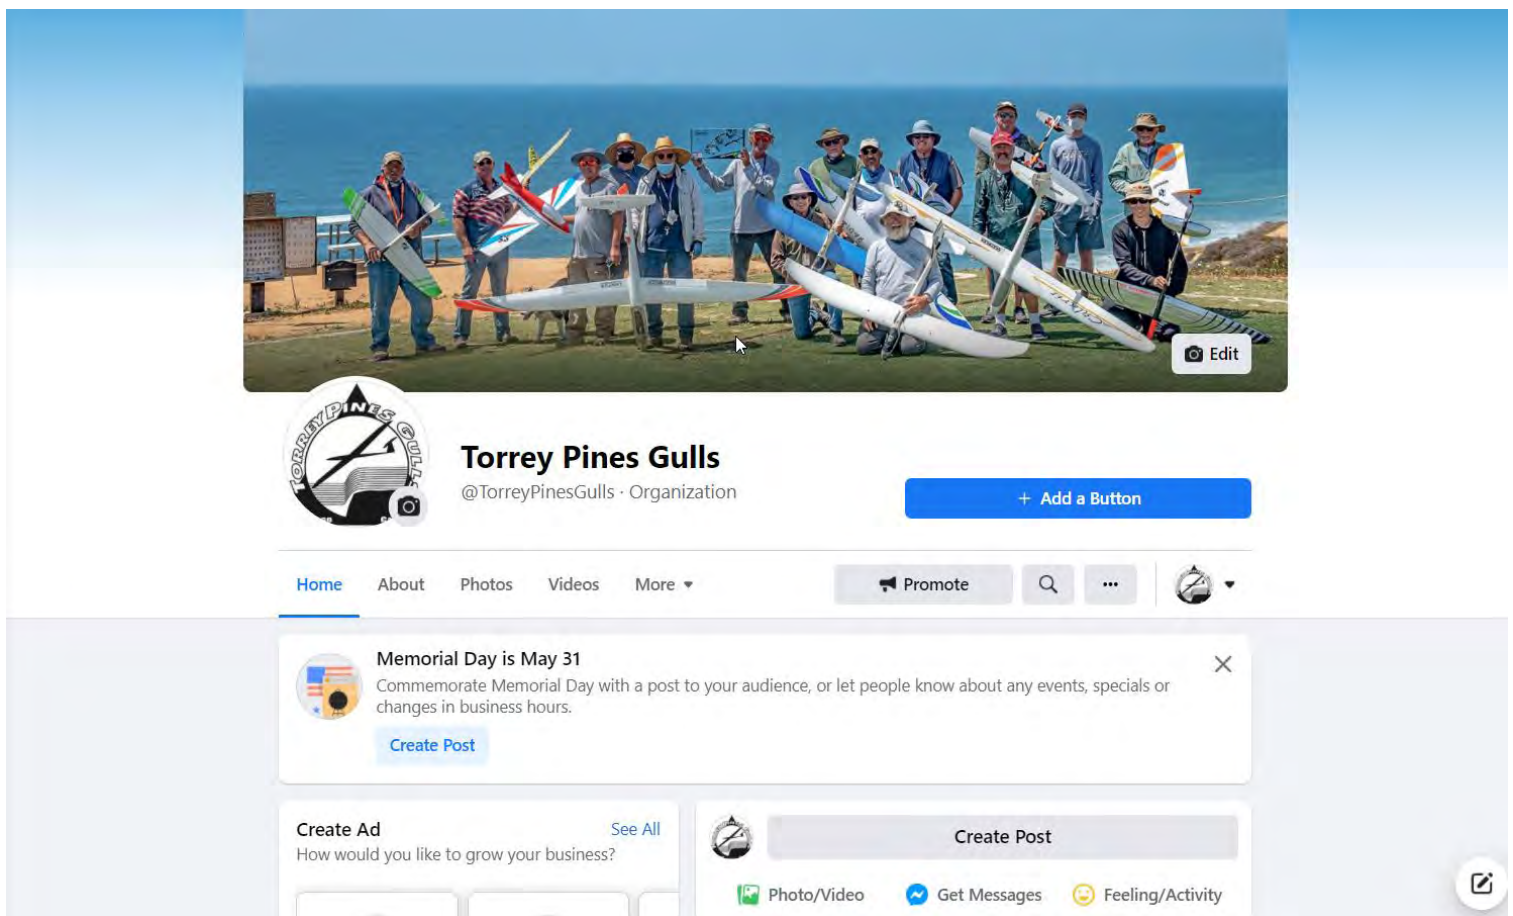 Edit
TORREY PINES GULLS
Torrey Pines Gulls
@TorreyPinesGulls · Organization
+ Add a Button
Home
About
Photos
Videos
More
Promote
Memorial Day is May 31
Commemorate Memorial Day with a post to your audience, or let people know about any events, specials or
changes in business hours.
Create Post
Create Ad
See All
How would you like to grow your business?
Create Post
Photo/Video
Get Messages
Feeling/Activity